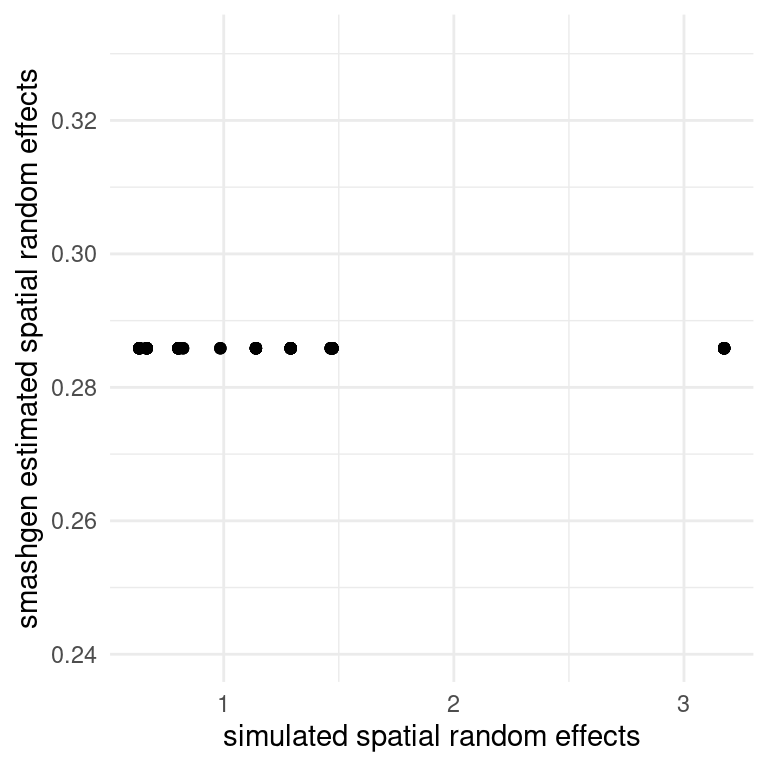 smashgen estimated spatial random effects
0.32
0.30
0.28
0.26
0.24
1 2 3
simulated spatial random effects